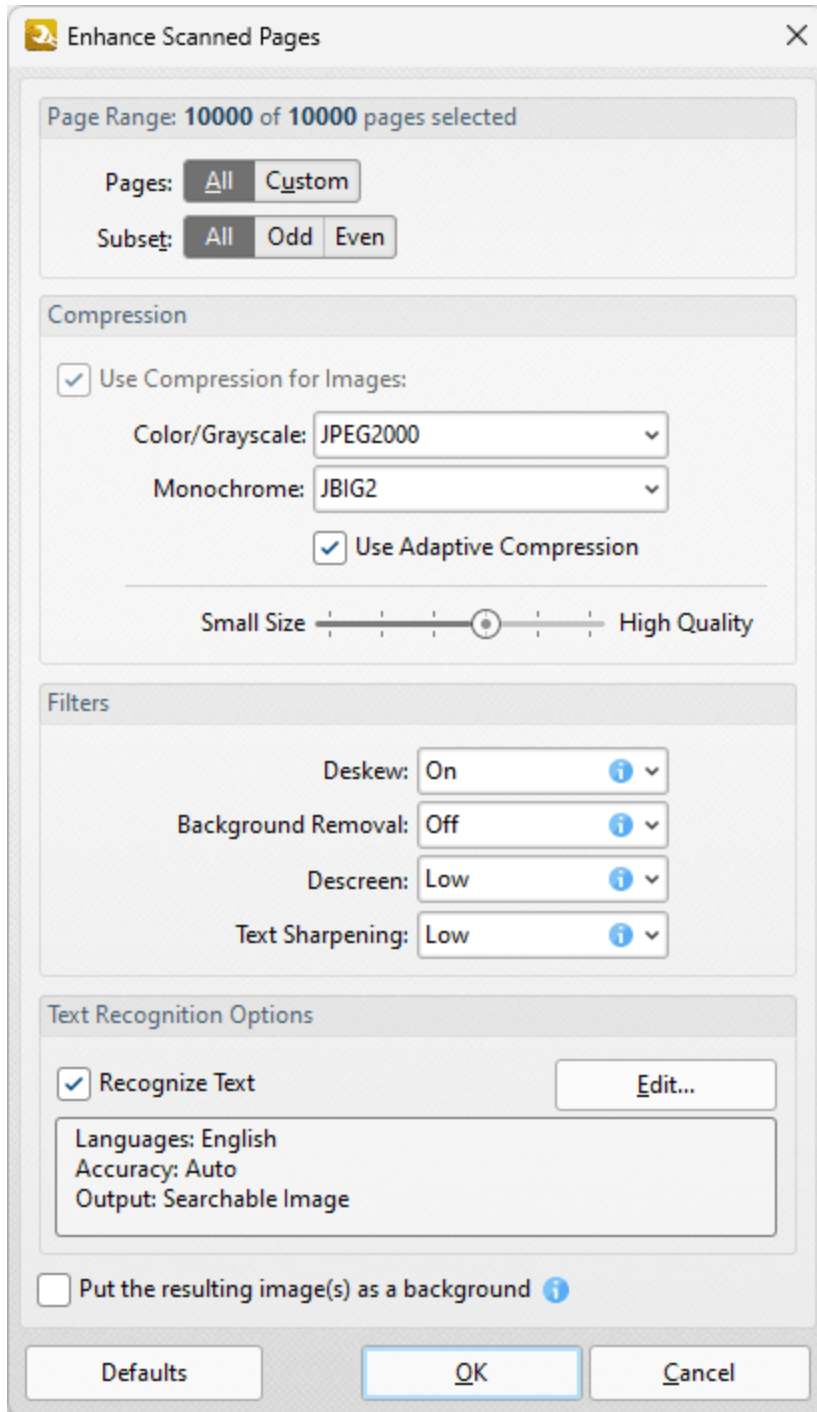 Enhance Scanned Pages
Page Range: 10000 of 10000 pages selected
Pages: All Custom
Subset: All Odd Even
Compression
Use Compression for Images:
Color/Grayscale: JPEG2000
Monochrome: JBIG2
Use Adaptive Compression
Small Size High Quality
Filters
Deskew: On
Background Removal: Off
Descreen: Low
Text Sharpening: Low
Text Recognition Options
Recognize Text Edit...
Languages: English
Accuracy: Auto
Output: Searchable Image
Put the resulting image(s) as a background
Defaults OK Cancel